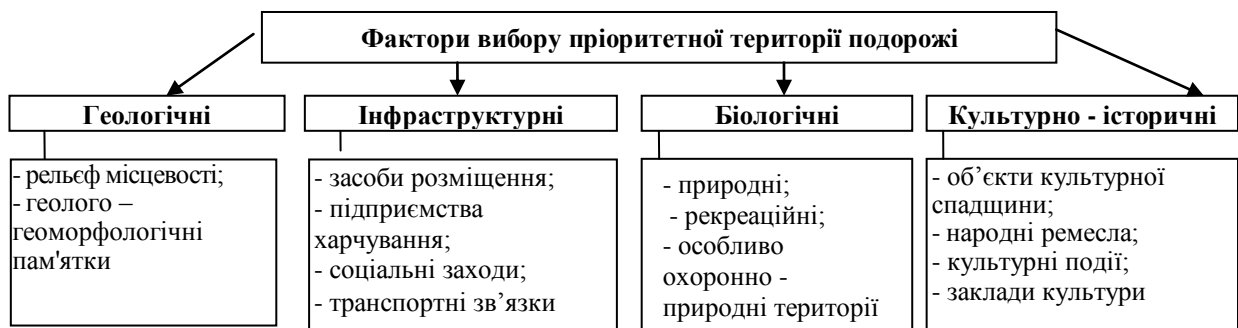 Фактори вибору пріоритетної території подорожі
Геологічні
- рельєф місцевості;
- геолого –
геоморфологічні
пам'ятки
Інфраструктурні
- засоби розміщення;
- підприємства
харчування;
- соціальні заходи;
- транспортні зв’язки
Біологічні
- природні;
- рекреаційні;
- особливо
охоронно -
природні території
Культурно - історичні
- об’єкти культурної
спадщини;
- народні ремесла;
- культурні події;
- заклади культури